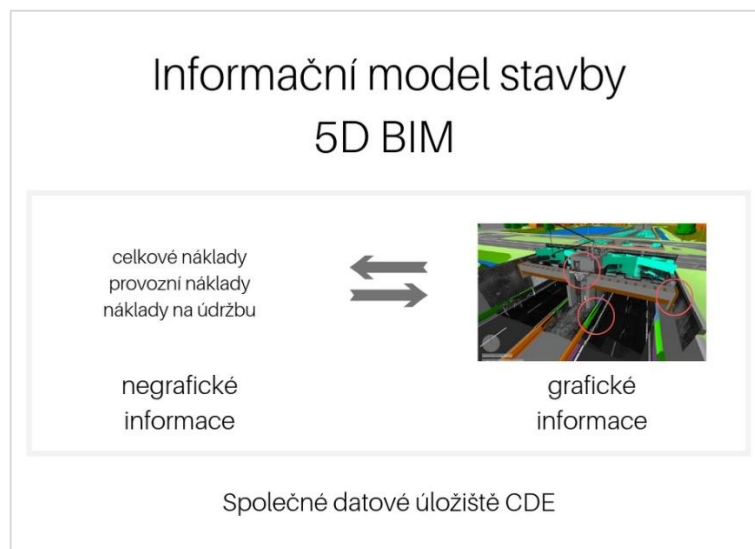 Informační model stavby
5D BIM
celkové náklady
provozní náklady
náklady na údržbu
negrafické
informace
grafické
informace
Společné datové úložiště CDE